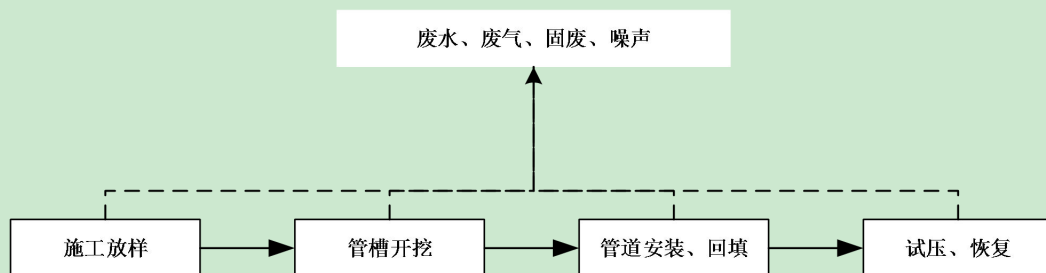 废水、废气、固废、噪声
施工放样
管槽开挖
管道安装、回填
试压、恢复